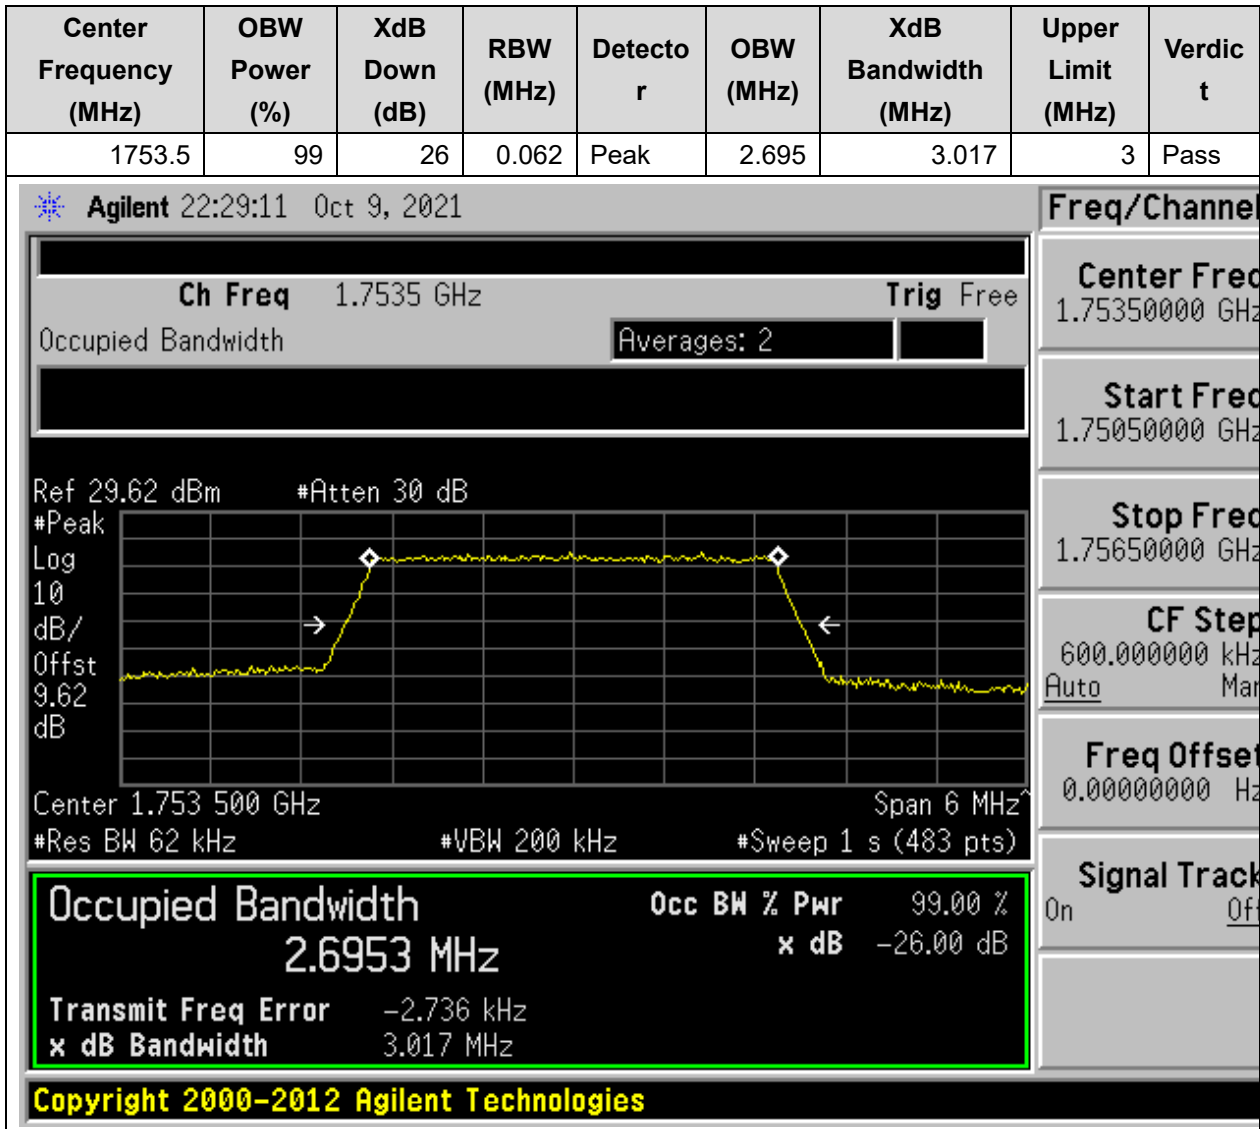 Center Frequency (MHz) OBW Power (%) XdB Down (dB) RBW (MHz) Detecto r OBW (MHz) XdB Bandwidth (MHz) Upper Limit (MHz) Verdic t
1753.5 99 26 0.062 Peak 2.695 3.017 3 Pass
Agilent 22:29:11 Oct 9, 2021 Freq/Channel
Ch Freq 1.7535 GHz Trig Free
Occupied Bandwidth Averages: 2
Center Freq
1.75350000 GHz
Start Freq
1.75050000 GHz
Stop Freq
1.75650000 GHz
CF Step
600.000000 kHz
Auto Man
Freq Offset
0.00000000 Hz
Signal Track
On Off
Ref 29.62 dBm #Atten 30 dB
#Peak
Log
10
dB/
Offst
9.62
dB
Center 1.753 500 GHz Span 6 MHz^
#Res BW 62 kHz #VBW 200 kHz #Sweep 1 s (483 pts)
Occupied Bandwidth Occ BW % Pwr 99.00 %
2.6953 MHz x dB -26.00 dB
Transmit Freq Error -2.736 kHz
x dB Bandwidth 3.017 MHz
Copyright 2000-2012 Agilent Technologies